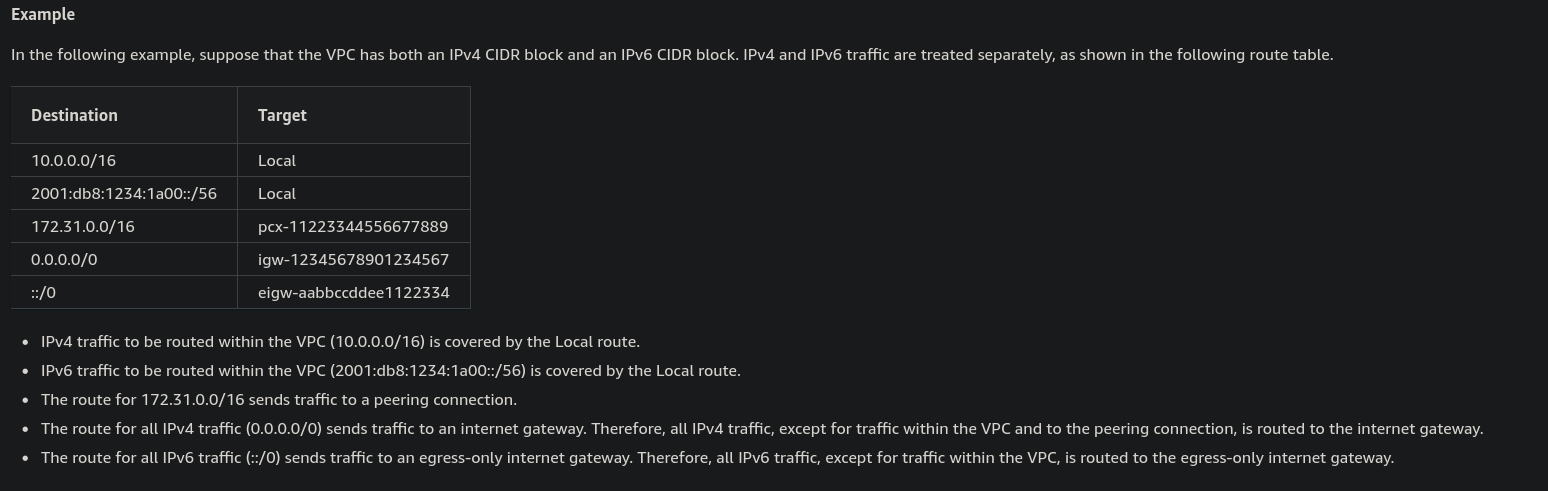 Example
In the following example, suppose that the VPC has both an IPv4 CIDR block and an IPv6 CIDR block. IPv4 and IPv6 traffic are treated separately, as shown in the following route table.
Destination Target
10.0.0.0/16 Local
2001:db8:1234:1a00::/56 Local
172.31.0.0/16 pcx-11223344556677889
0.0.0.0/0 igw-12345678901234567
::/0 eigw-aabbccddee1122334
• IPv4 traffic to be routed within the VPC (10.0.0.0/16) is covered by the Local route.
• IPv6 traffic to be routed within the VPC (2001:db8:1234:1a00::/56) is covered by the Local route.
• The route for 172.31.0.0/16 sends traffic to a peering connection.
• The route for all IPv4 traffic (0.0.0.0/0) sends traffic to an internet gateway. Therefore, all IPv4 traffic, except for traffic within the VPC and to the peering connection, is routed to the internet gateway.
• The route for all IPv6 traffic (::/0) sends traffic to an egress-only internet gateway. Therefore, all IPv6 traffic, except for traffic within the VPC, is routed to the egress-only internet gateway.